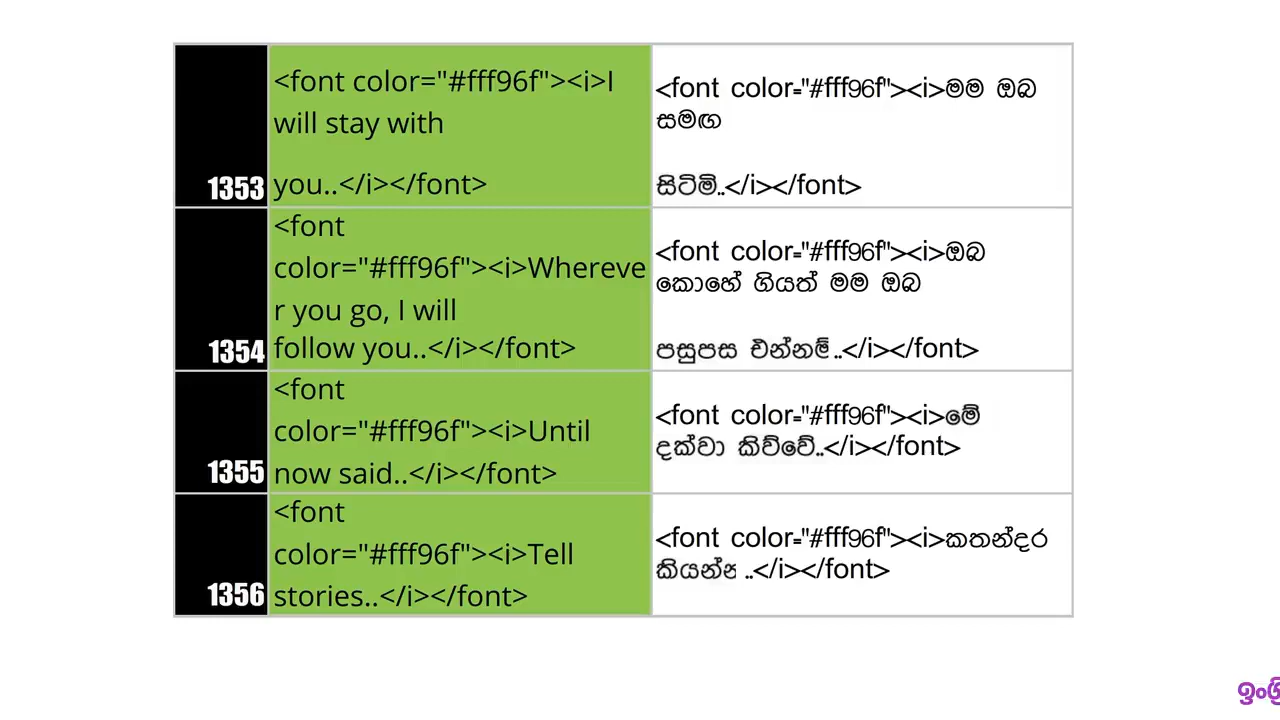 <font color="#fff96f"><i>I
will stay with
1353 you..</i></font>
<font color="#fff96f"><i>මම ඔබ
සමඟ
සිටිමි..</i></font>
<font
color="#fff96f"><i>Whereve
r you go, I will
1354 follow you..</i></font>
<font color="#fff96f"><i>ඔබ
කොහේ ගියත් මම ඔබ
පසුපස එන්නම්..</i></font>
<font
color="#fff96f"><i>Until
1355 now said..</i></font>
<font color="#fff96f"><i>මේ
දක්වා කිව්වේ..</i></font>
<font
color="#fff96f"><i>Tell
1356 stories..</i></font>
<font color="#fff96f"><i>කතන්දර
..</i></font>